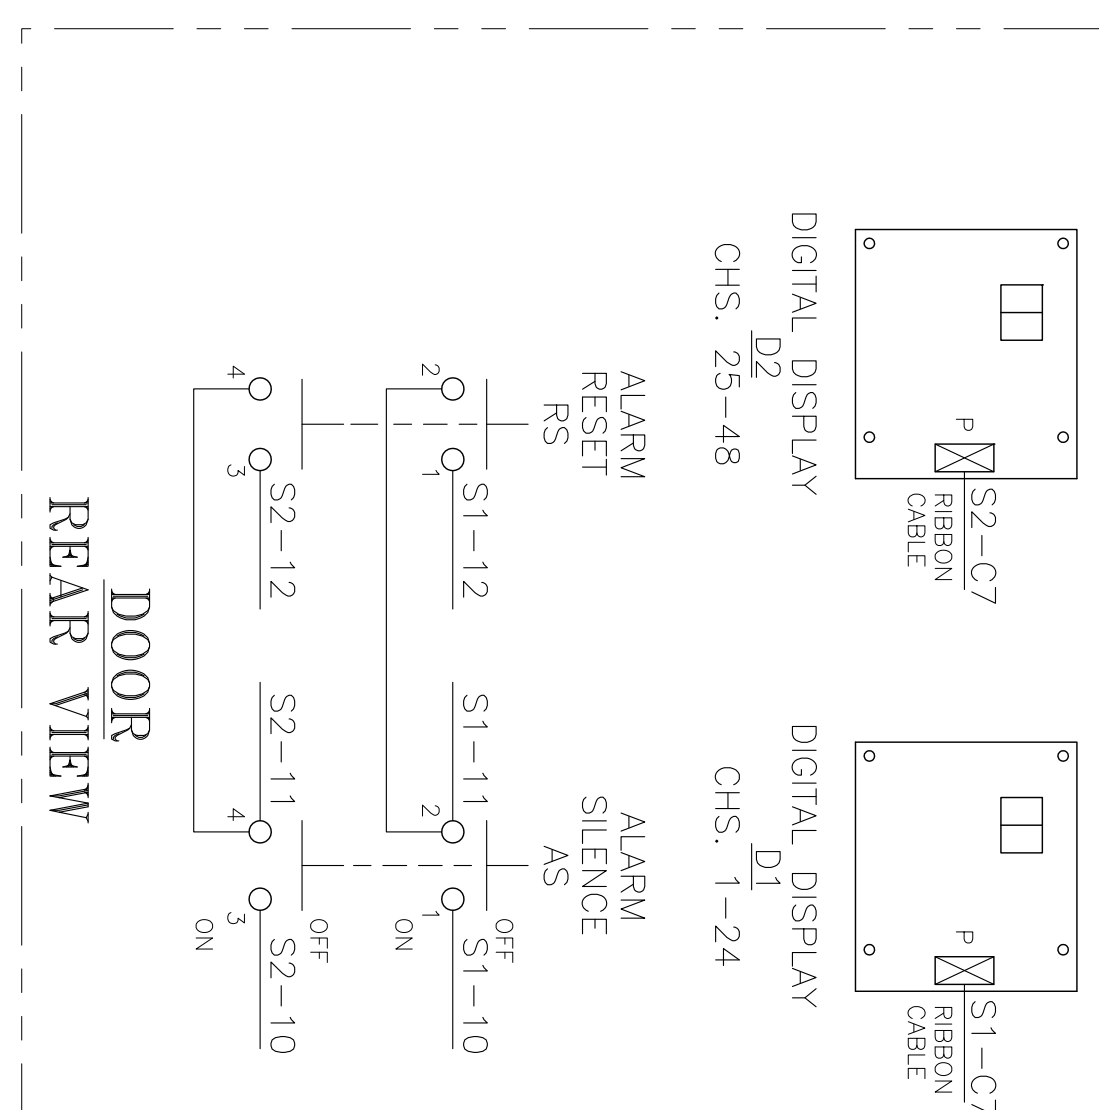 P
S2-C7
RIBBON
CABLE
DIGITAL DISPLAY
D2
CHS. 25-48
P
S1-C7
RIBBON
CABLE
DIGITAL DISPLAY
D1
CHS. 1-24
ALARM
RESET
RS
ALARM
SILENCE
AS
2
1
S1-12
S1-11
2
1
OFF
S1-10
ON
4
3
S2-12
S2-11
4
3
OFF
S2-10
ON
DOOR
REAR VIEW